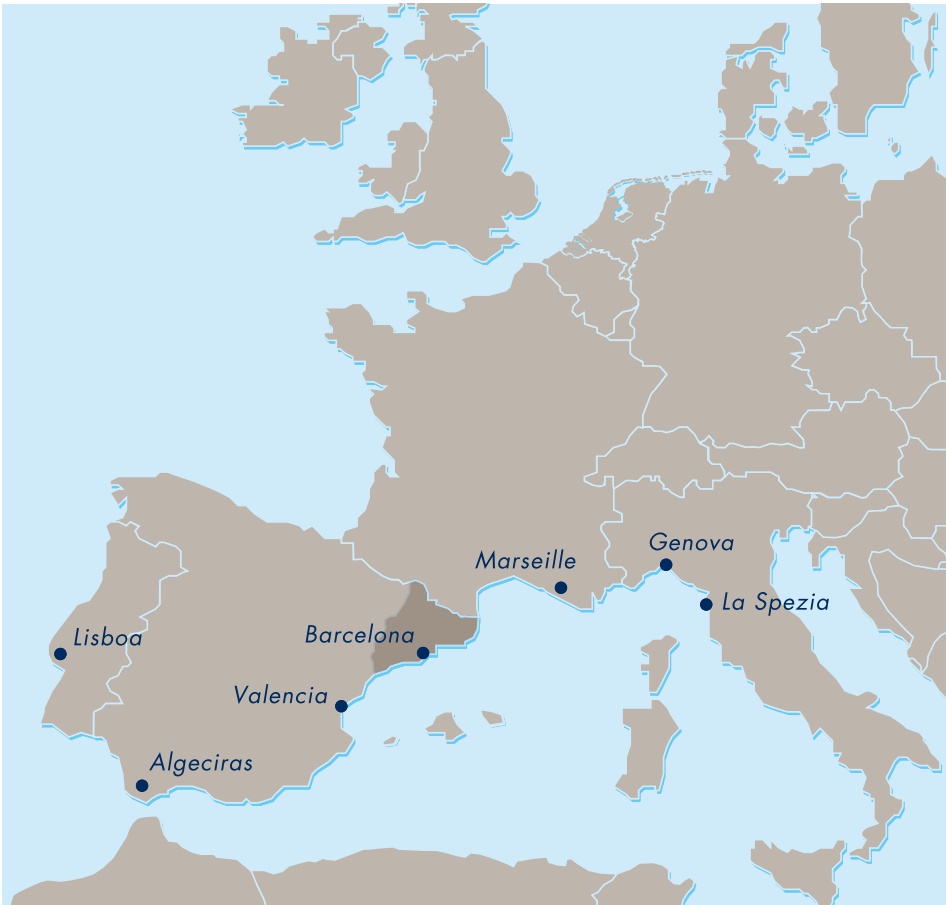 Genova
Marseille
La Spezia
Barcelona
Lisboa
Valencia
Algeciras